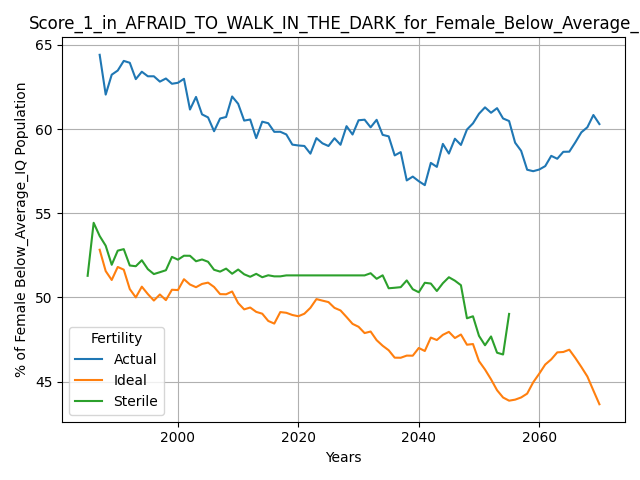 Score_1_in_AFRAID_TO_WALK_IN_THE_DARK_for_Female_Below_Average_
% of Female Below_Average_IQ Population
65
60
55
50
45
Fertility
Actual
Ideal
Sterile
2000 2020 2040 2060
Years